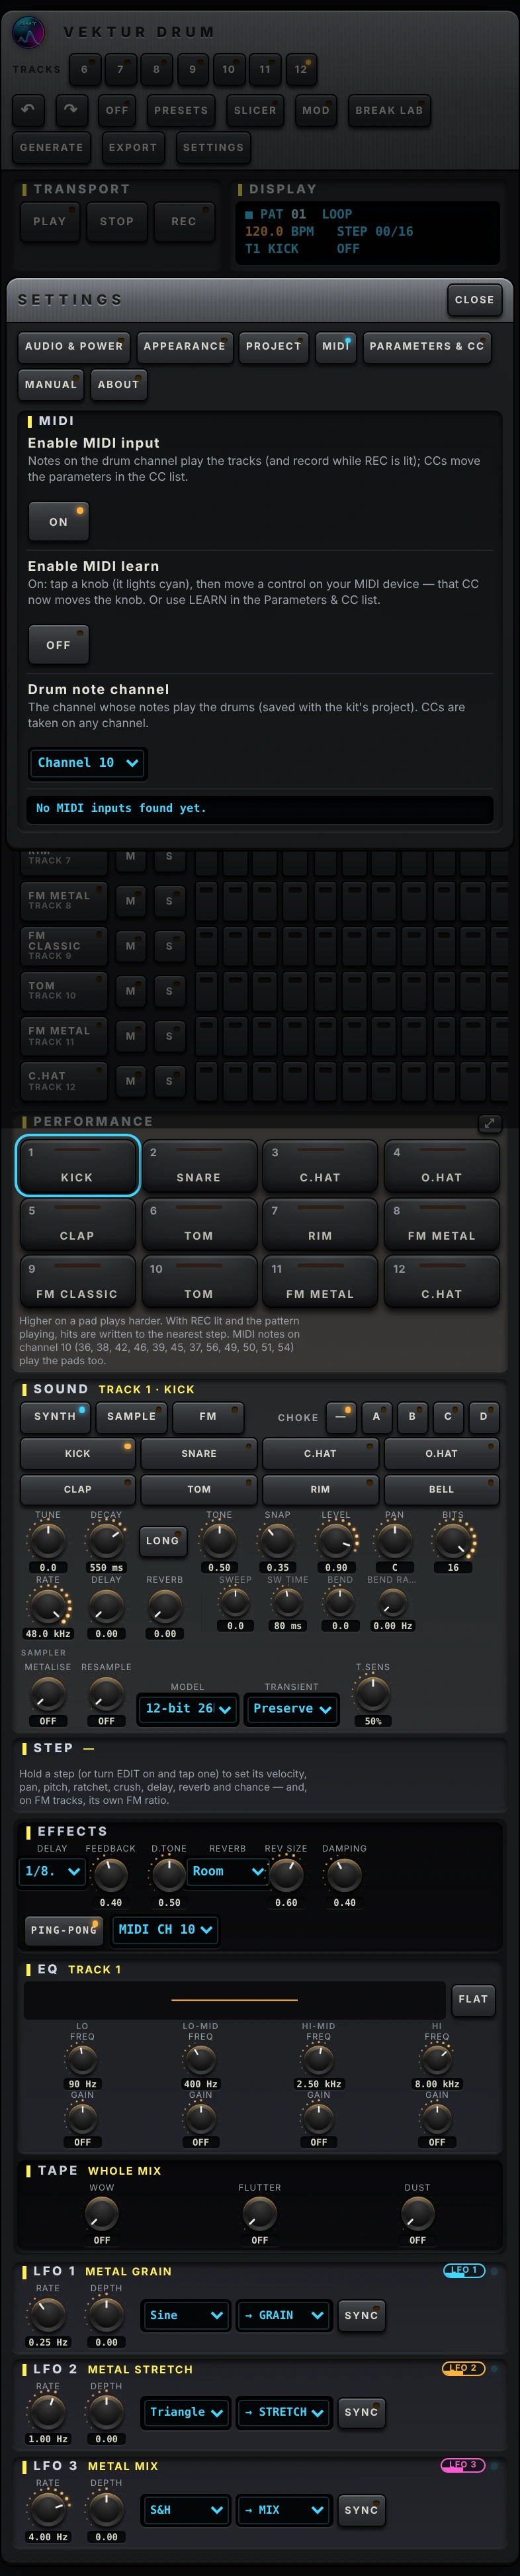 VEKTUR DRUM
TRACKS 6 7 8 9 10 11 12
↶ ↷ OFF PRESETS SLICER MOD BREAK LAB
GENERATE EXPORT SETTINGS
TRANSPORT
PLAY STOP REC
DISPLAY
■ PAT 01 LOOP
120.0 BPM STEP 00/16
T1 KICK OFF
SETTINGS CLOSE
AUDIO & POWER APPEARANCE PROJECT MIDI PARAMETERS & CC
MANUAL ABOUT
MIDI
Enable MIDI input
Notes on the drum channel play the tracks (and record while REC is lit); CCs move
the parameters in the CC list.
ON
Enable MIDI learn
On: tap a knob (it lights cyan), then move a control on your MIDI device — that CC
now moves the knob. Or use LEARN in the Parameters & CC list.
OFF
Drum note channel
The channel whose notes play the drums (saved with the kit's project). CCs are
taken on any channel.
Channel 10
No MIDI inputs found yet.
RIM
TRACK 7 M S
FM METAL
TRACK 8 M S
FM
CLASSIC
TRACK 9 M S
TOM
TRACK 10 M S
FM METAL
TRACK 11 M S
C.HAT
TRACK 12 M S
PERFORMANCE
1 KICK 2 SNARE 3 C.HAT 4 O.HAT
5 CLAP 6 TOM 7 RIM 8 FM METAL
9 FM CLASSIC 10 TOM 11 FM METAL 12 C.HAT
Higher on a pad plays harder. With REC lit and the pattern
playing, hits are written to the nearest step. MIDI notes on
channel 10 (36, 38, 42, 46, 39, 45, 37, 56, 49, 50, 51, 54)
play the pads too.
SOUND TRACK 1 · KICK
SYNTH SAMPLE FM CHOKE — A B C D
KICK SNARE C.HAT O.HAT
CLAP TOM RIM BELL
TUNE DECAY TONE SNAP LEVEL PAN BITS
LONG
0.0 550 ms 0.50 0.35 0.90 C 16
RATE DELAY REVERB SWEEP SW TIME BEND BEND RA…
48.0 kHz 0.00 0.00 0.0 80 ms 0.0 0.00 Hz
SAMPLER
METALISE RESAMPLE MODEL TRANSIENT T.SENS
12-bit 26 Preserve
OFF OFF 50%
STEP —
Hold a step (or turn EDIT on and tap one) to set its velocity,
pan, pitch, ratchet, crush, delay, reverb and chance — and,
on FM tracks, its own FM ratio.
EFFECTS
DELAY FEEDBACK D.TONE REVERB REV SIZE DAMPING
1/8. Room
0.40 0.50 0.60 0.40
PING-PONG MIDI CH 10
EQ TRACK 1
FLAT
LO LO-MID HI-MID HI
FREQ FREQ FREQ FREQ
90 Hz 400 Hz 2.50 kHz 8.00 kHz
GAIN GAIN GAIN GAIN
OFF OFF OFF OFF
TAPE WHOLE MIX
WOW FLUTTER DUST
OFF OFF OFF
LFO 1 METAL GRAIN LFO 1
RATE DEPTH
Sine → GRAIN SYNC
0.25 Hz 0.00
LFO 2 METAL STRETCH LFO 2
RATE DEPTH
Triangle → STRETCH SYNC
1.00 Hz 0.00
LFO 3 METAL MIX LFO 3
RATE DEPTH
S&H → MIX SYNC
4.00 Hz 0.00